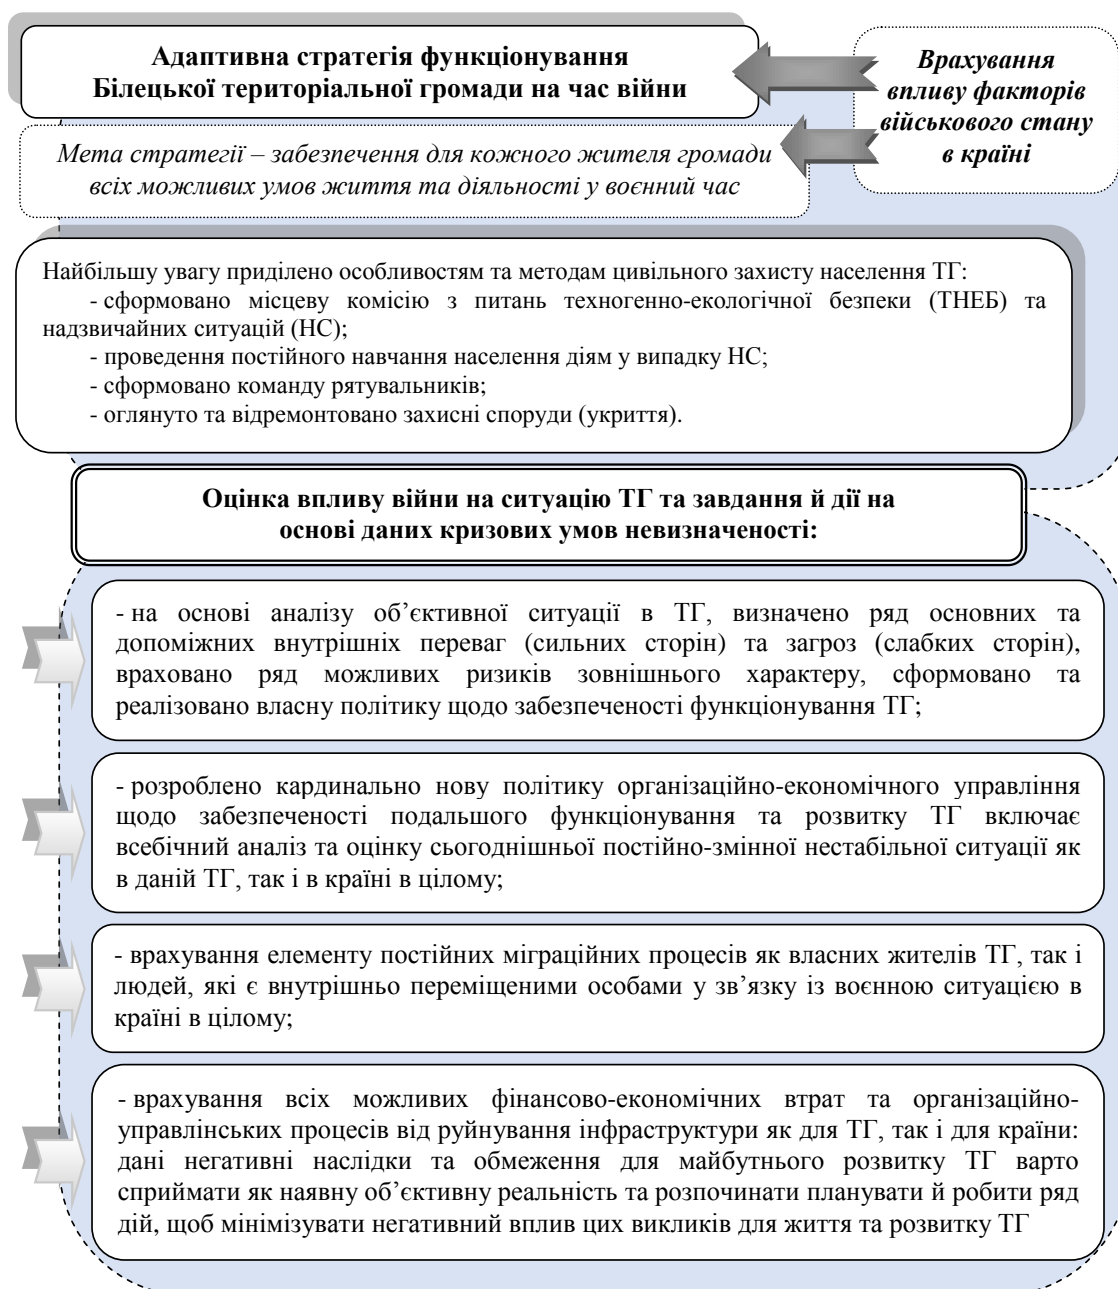 Адаптивна стратегія функціонування
Білецької територіальної громади на час війни
Врахування
впливу факторів
військового стану
в країні
Мета стратегії – забезпечення для кожного жителя громади
всіх можливих умов життя та діяльності у воєнний час
Найбільшу увагу приділено особливостям та методам цивільного захисту населення ТГ:
- сформовано місцеву комісію з питань техногенно-екологічної безпеки (ТНЕБ) та
надзвичайних ситуацій (НС);
- проведення постійного навчання населення діям у випадку НС;
- сформовано команду рятувальників;
- оглянуто та відремонтовано захисні споруди (укриття).
Оцінка впливу війни на ситуацію ТГ та завдання й дії на
основі даних кризових умов невизначеності:
- на основі аналізу об’єктивної ситуації в ТГ, визначено ряд основних та
допоміжних внутрішніх переваг (сильних сторін) та загроз (слабких сторін),
враховано ряд можливих ризиків зовнішнього характеру, сформовано та
реалізовано власну політику щодо забезпеченості функціонування ТГ;
- розроблено кардинально нову політику організаційно-економічного управління
щодо забезпеченості подальшого функціонування та розвитку ТГ включає
всебічний аналіз та оцінку сьогоднішньої постійно-змінної нестабільної ситуації як
в даній ТГ, так і в країні в цілому;
- врахування елементу постійних міграційних процесів як власних жителів ТГ, так і
людей, які є внутрішньо переміщеними особами у зв’язку із воєнною ситуацією в
країні в цілому;
- врахування всіх можливих фінансово-економічних втрат та організаційно-
управлінських процесів від руйнування інфраструктури як для ТГ, так і для країни:
дані негативні наслідки та обмеження для майбутнього розвитку ТГ варто
сприймати як наявну об’єктивну реальність та розпочинати планувати й робити ряд
дій, щоб мінімізувати негативний вплив цих викликів для життя та розвитку ТГ